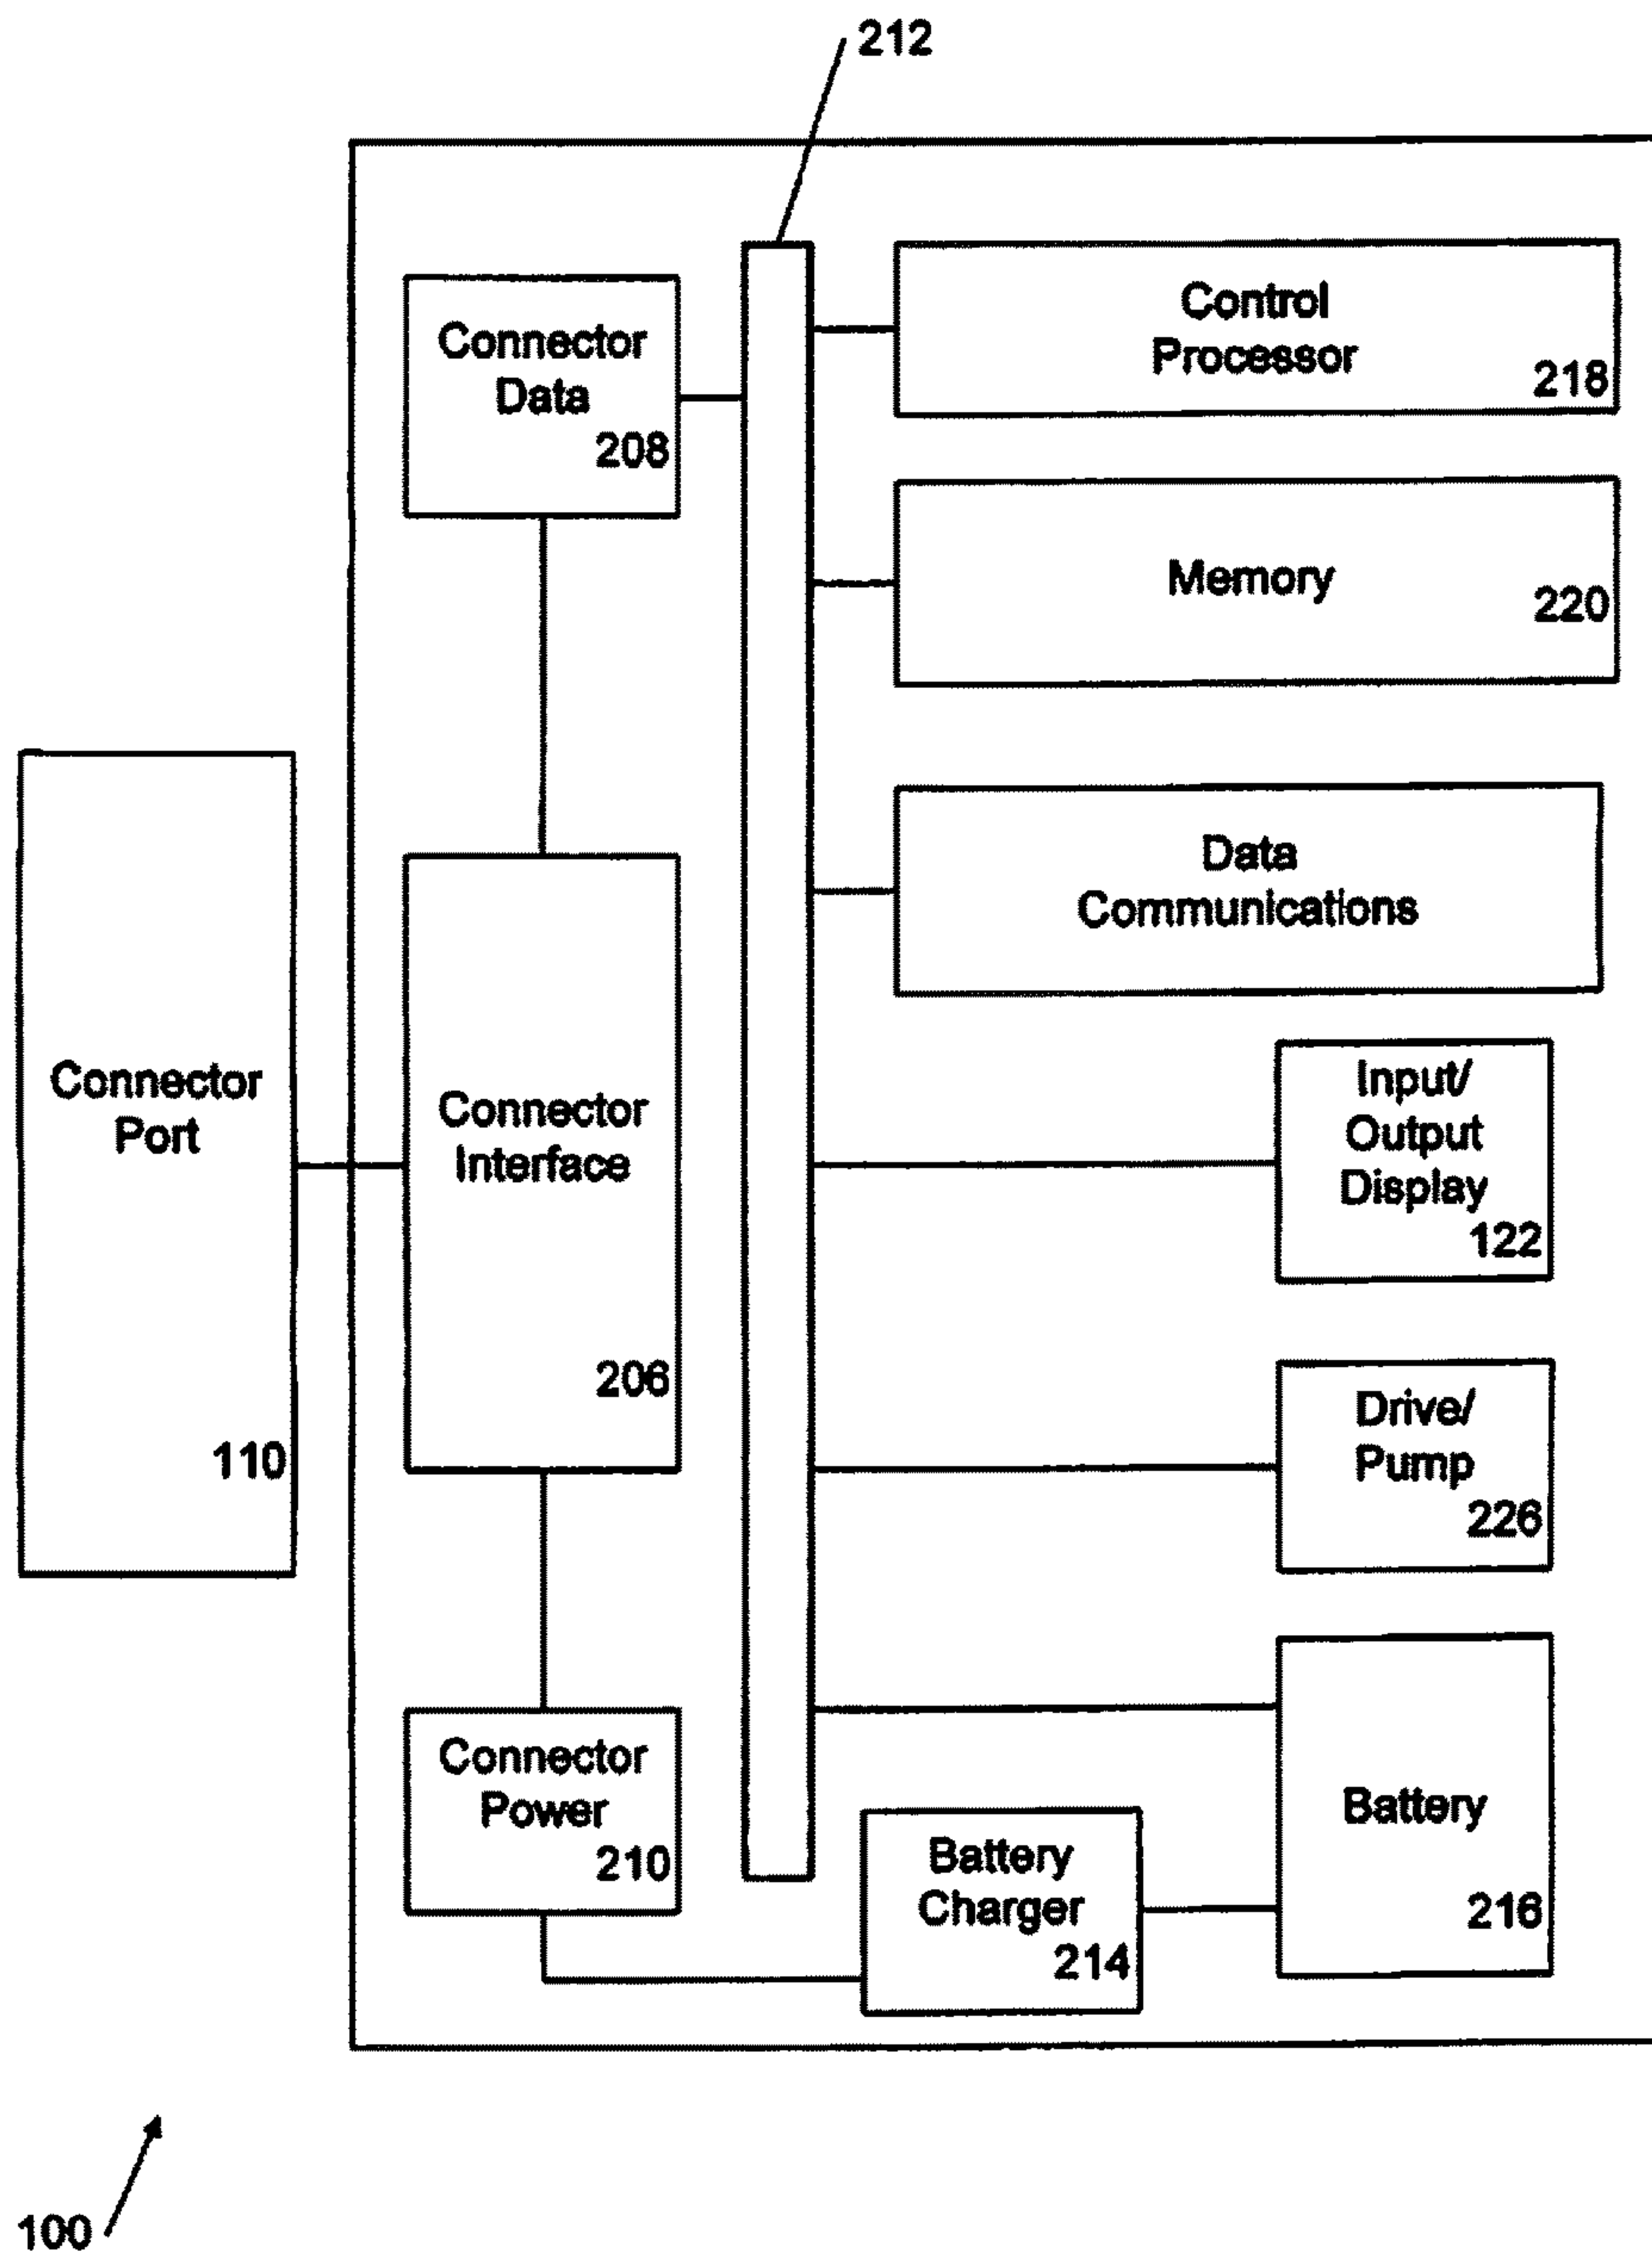 212
Connector
Data
208
Control
Processor
218
Memory
220
Data
Communications
Connector
Port
110
Connector
Interface
206
Input/
Output
Display
122
Drive/
Pump
226
Connector
Power
210
Battery
Charger
214
Battery
216
100